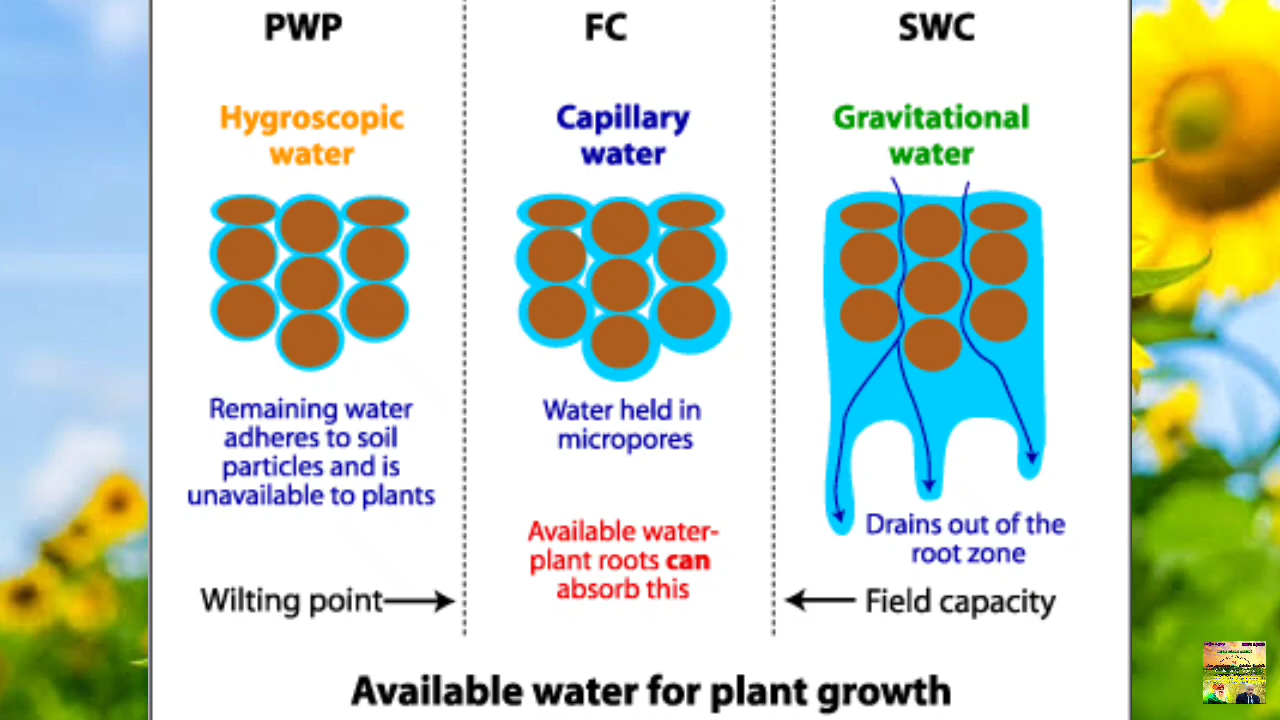 PWP
FC
SWC
Hygroscopic
water
Capillary
water
Gravitational
water
Remaining water
adheres to soil
particles and is
unavailable to plants
Water held in
micropores
Available water-
plant roots can
absorb this
Drains out of the
root zone
Wilting point
Field capacity
Available water for plant growth